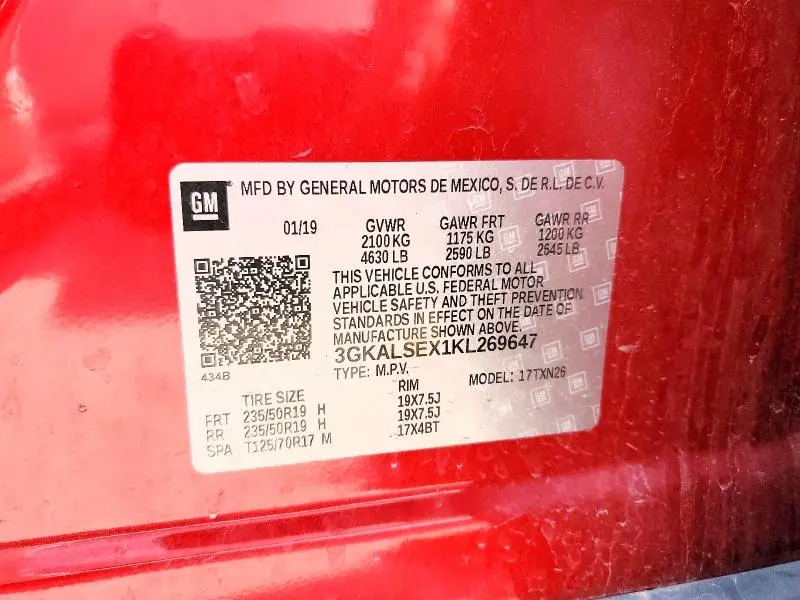 GM
MFD BY GENERAL MOTORS DE MEXICO, S. DE R.L. DE C.V.
01/19 GVWR GAWR FRT GAWR RR
2100 KG 1175 KG 1200 KG
4630 LB 2590 LB 2645 LB
THIS VEHICLE CONFORMS TO ALL
APPLICABLE U.S. FEDERAL MOTOR
VEHICLE SAFETY AND THEFT PREVENTION
STANDARDS IN EFFECT ON THE DATE OF
MANUFACTURE SHOWN ABOVE.
3GKALSEX1KL269647
434B
TYPE: M.P.V. MODEL: 17TXN26
TIRE SIZE RIM
FRT 235/50R19 H 19X7.5J
RR 235/50R19 H 19X7.5J
SPA T125/70R17 M 17X4BT